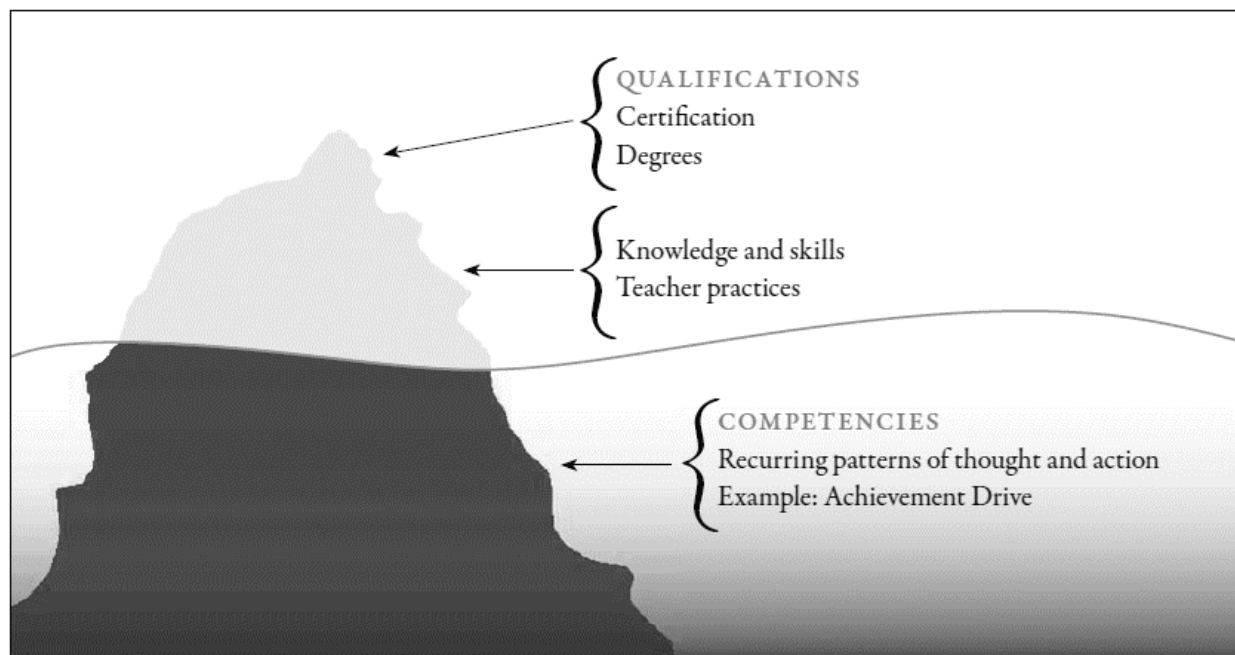 QUALIFICATIONS
Certification
Degrees
Knowledge and skills
Teacher practices
COMPETENCIES
Recurring patterns of thought and action
Example: Achievement Drive